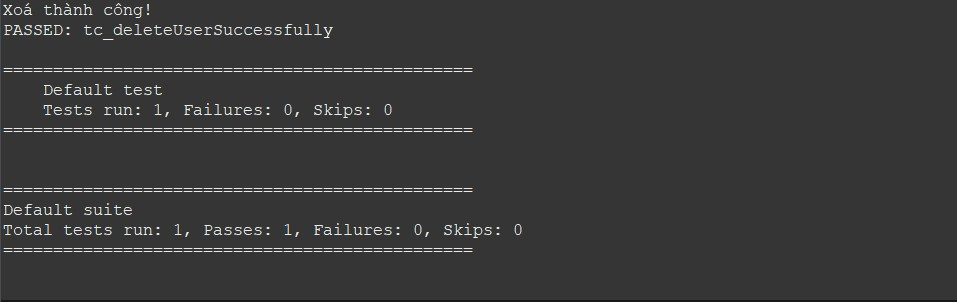 Xoá thành công!
PASSED: tc_deleteUserSuccessfully
===============================================
Default test
Tests run: 1, Failures: 0, Skips: 0
===============================================
===============================================
Default suite
Total tests run: 1, Passes: 1, Failures: 0, Skips: 0
===============================================